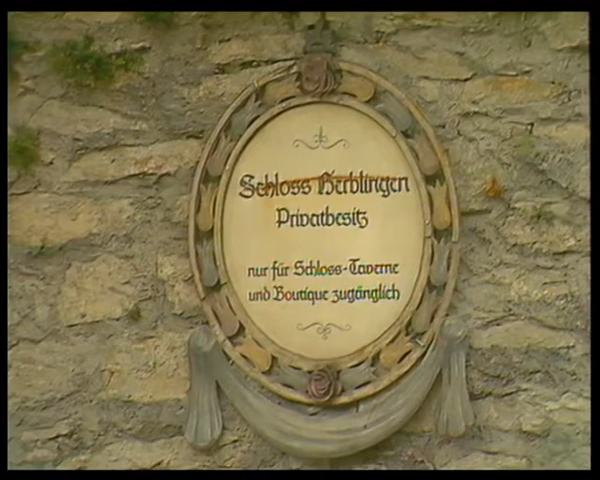 Schloss Herblingen
Privatbesitz
nur für Schloss-Taverne
und Boutique zugänglich